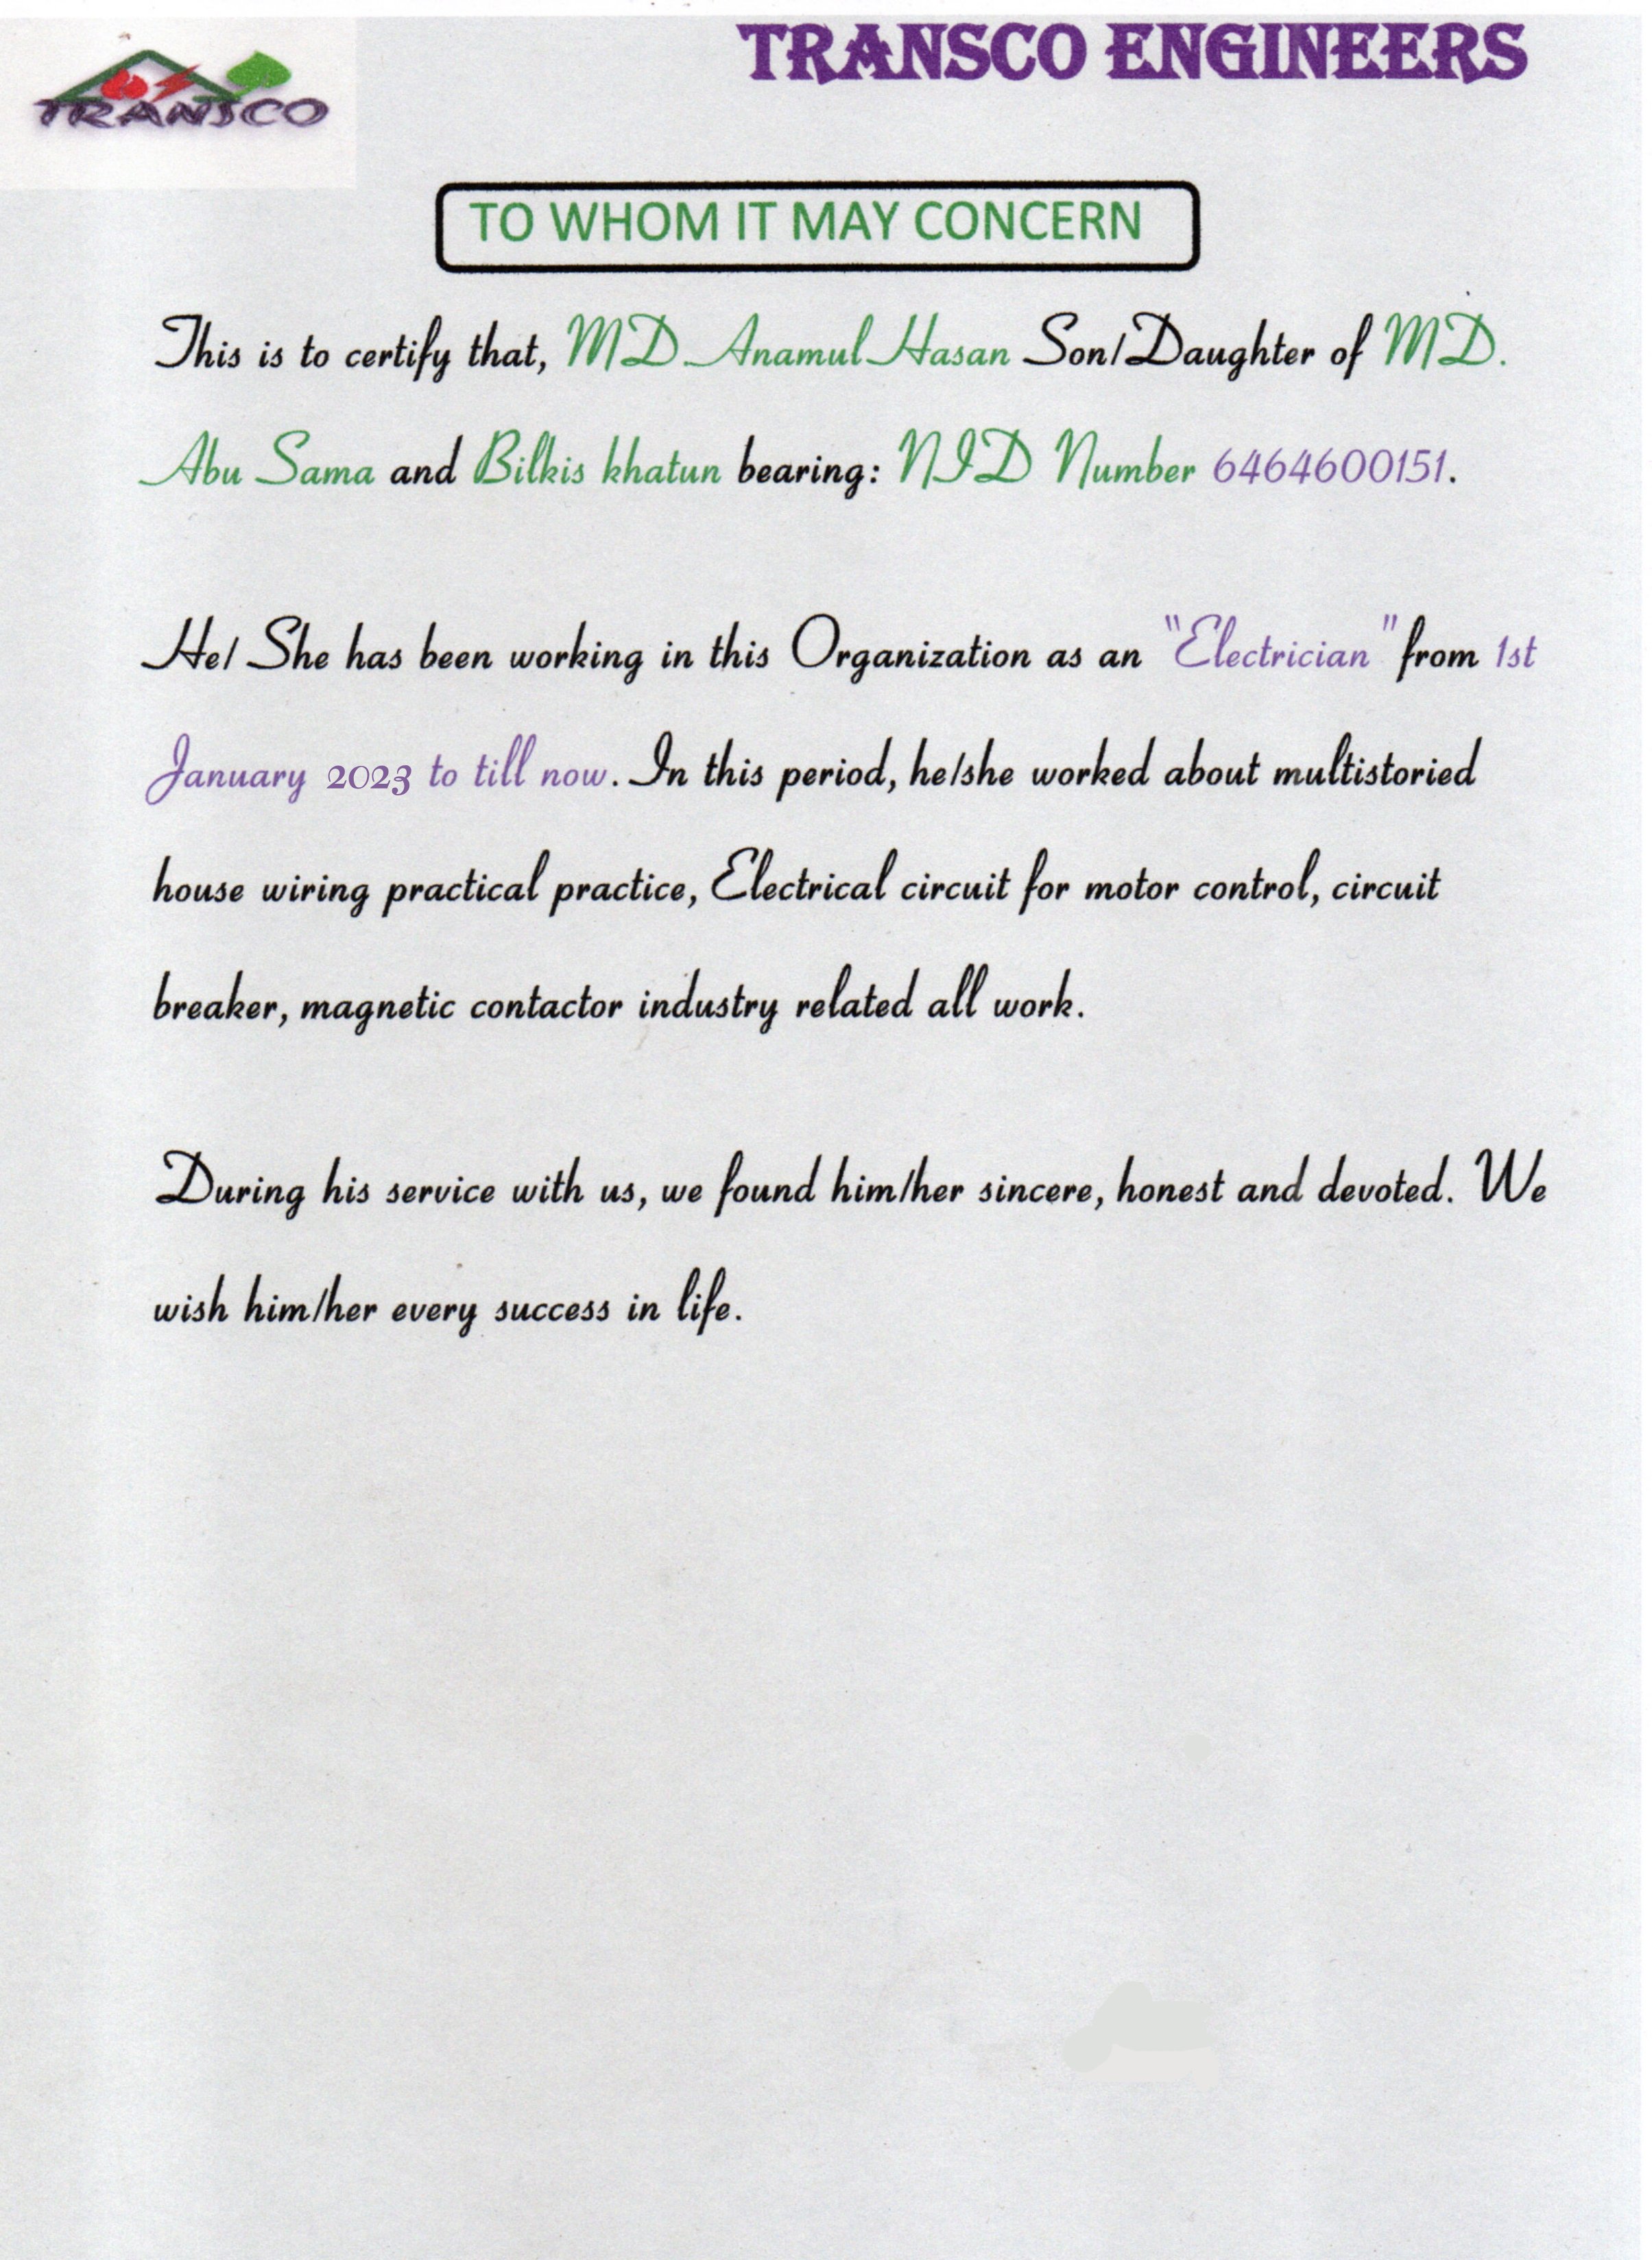 TRANSCO
TRANSCO ENGINEERS
TO WHOM IT MAY CONCERN
This is to certify that, MD Anamul Hasan Son/Daughter of MD.
Abu Sama and Bilkis khatun bearing: NID Number 6464600151.
He/ She has been working in this Organization as an "Electrician" from 1st
January 2023 to till now. In this period, he/she worked about multistoried
house wiring practical practice, Electrical circuit for motor control, circuit
breaker, magnetic contactor industry related all work.
During his service with us, we found him/her sincere, honest and devoted. We
wish him/her every success in life.